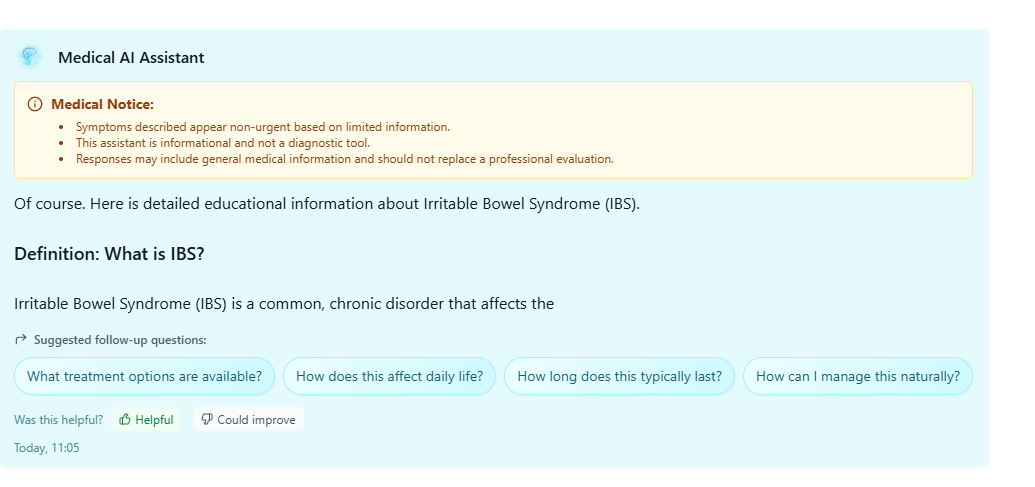 Medical AI Assistant
Medical Notice:
• Symptoms described appear non-urgent based on limited information.
• This assistant is informational and not a diagnostic tool.
• Responses may include general medical information and should not replace a professional evaluation.
Of course. Here is detailed educational information about Irritable Bowel Syndrome (IBS).
Definition: What is IBS?
Irritable Bowel Syndrome (IBS) is a common, chronic disorder that affects the
Suggested follow-up questions:
What treatment options are available? How does this affect daily life? How long does this typically last? How can I manage this naturally?
Was this helpful? Helpful Could improve
Today, 11:05